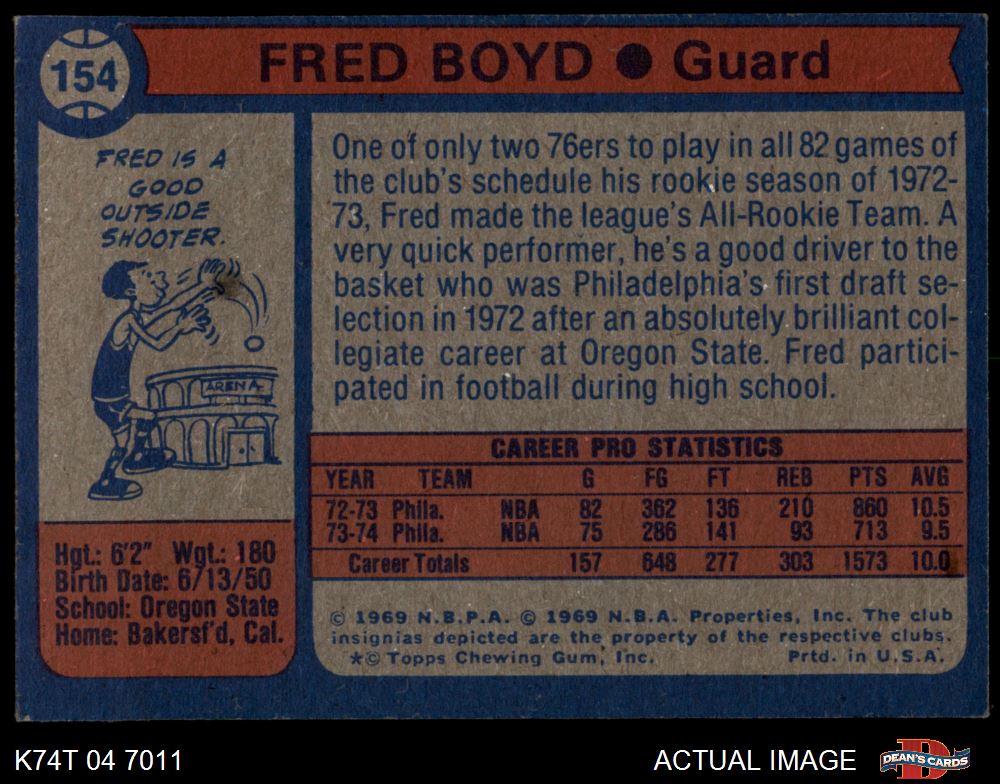 154
FRED BOYD ● Guard
FRED IS A
GOOD
OUTSIDE
SHOOTER.
ARENA
Hgt.: 6'2" Wgt.: 180
Birth Date: 6/13/50
School: Oregon State
Home: Bakersf'd, Cal.
One of only two 76ers to play in all 82 games of
the club's schedule his rookie season of 1972-
73, Fred made the league's All-Rookie Team. A
very quick performer, he's a good driver to the
basket who was Philadelphia's first draft se-
lection in 1972 after an absolutely brilliant col-
legiate career at Oregon State. Fred partici-
pated in football during high school.
CAREER PRO STATISTICS
YEAR TEAM G FG FT REB PTS AVG
72-73 Phila. NBA 82 362 136 210 860 10.5
73-74 Phila. NBA 75 286 141 93 713 9.5
Career Totals 157 648 277 303 1573 10.0
© 1969 N.B.P.A. © 1969 N.B.A. Properties, Inc. The club
insignias depicted are the property of the respective clubs.
*© Topps Chewing Gum, Inc. Prtd. in U.S.A.
K74T 04 7011
ACTUAL IMAGE
D
DEAN'S CARDS